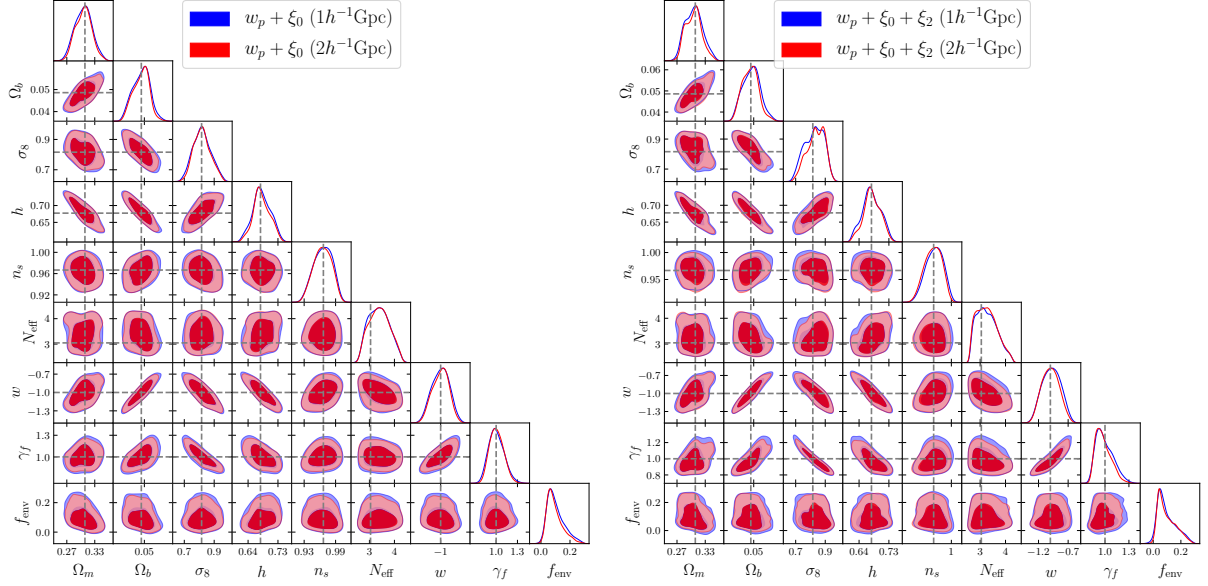 w_p + ξ_0 (1h^{-1}Gpc)
w_p + ξ_0 (2h^{-1}Gpc)
Ω_b
0.05
0.04
σ_8
0.9
0.7
h
0.70
0.65
n_s
1.00
0.96
0.92
N_eff
4
3
w
−0.7
−1.0
−1.3
γ_f
1.3
1.0
f_env
0.2
0.0
0.27 0.33 0.05 0.7 0.9 0.64 0.73 0.93 0.99 3 4 −1 1.0 1.3 0.0 0.2
Ω_m Ω_b σ_8 h n_s N_eff w γ_f f_env
w_p + ξ_0 + ξ_2 (1h^{-1}Gpc)
w_p + ξ_0 + ξ_2 (2h^{-1}Gpc)
Ω_b
0.06
0.05
0.04
σ_8
0.9
0.7
h
0.70
0.65
n_s
1.00
0.95
N_eff
4
3
w
−0.7
−1.0
−1.3
γ_f
1.2
1.0
0.8
f_env
0.2
0.0
0.27 0.33 0.05 0.7 0.9 0.64 0.73 1 3 4 −1.2 −0.7 1.0 1.3 0.0 0.2
Ω_m Ω_b σ_8 h n_s N_eff w γ_f f_env